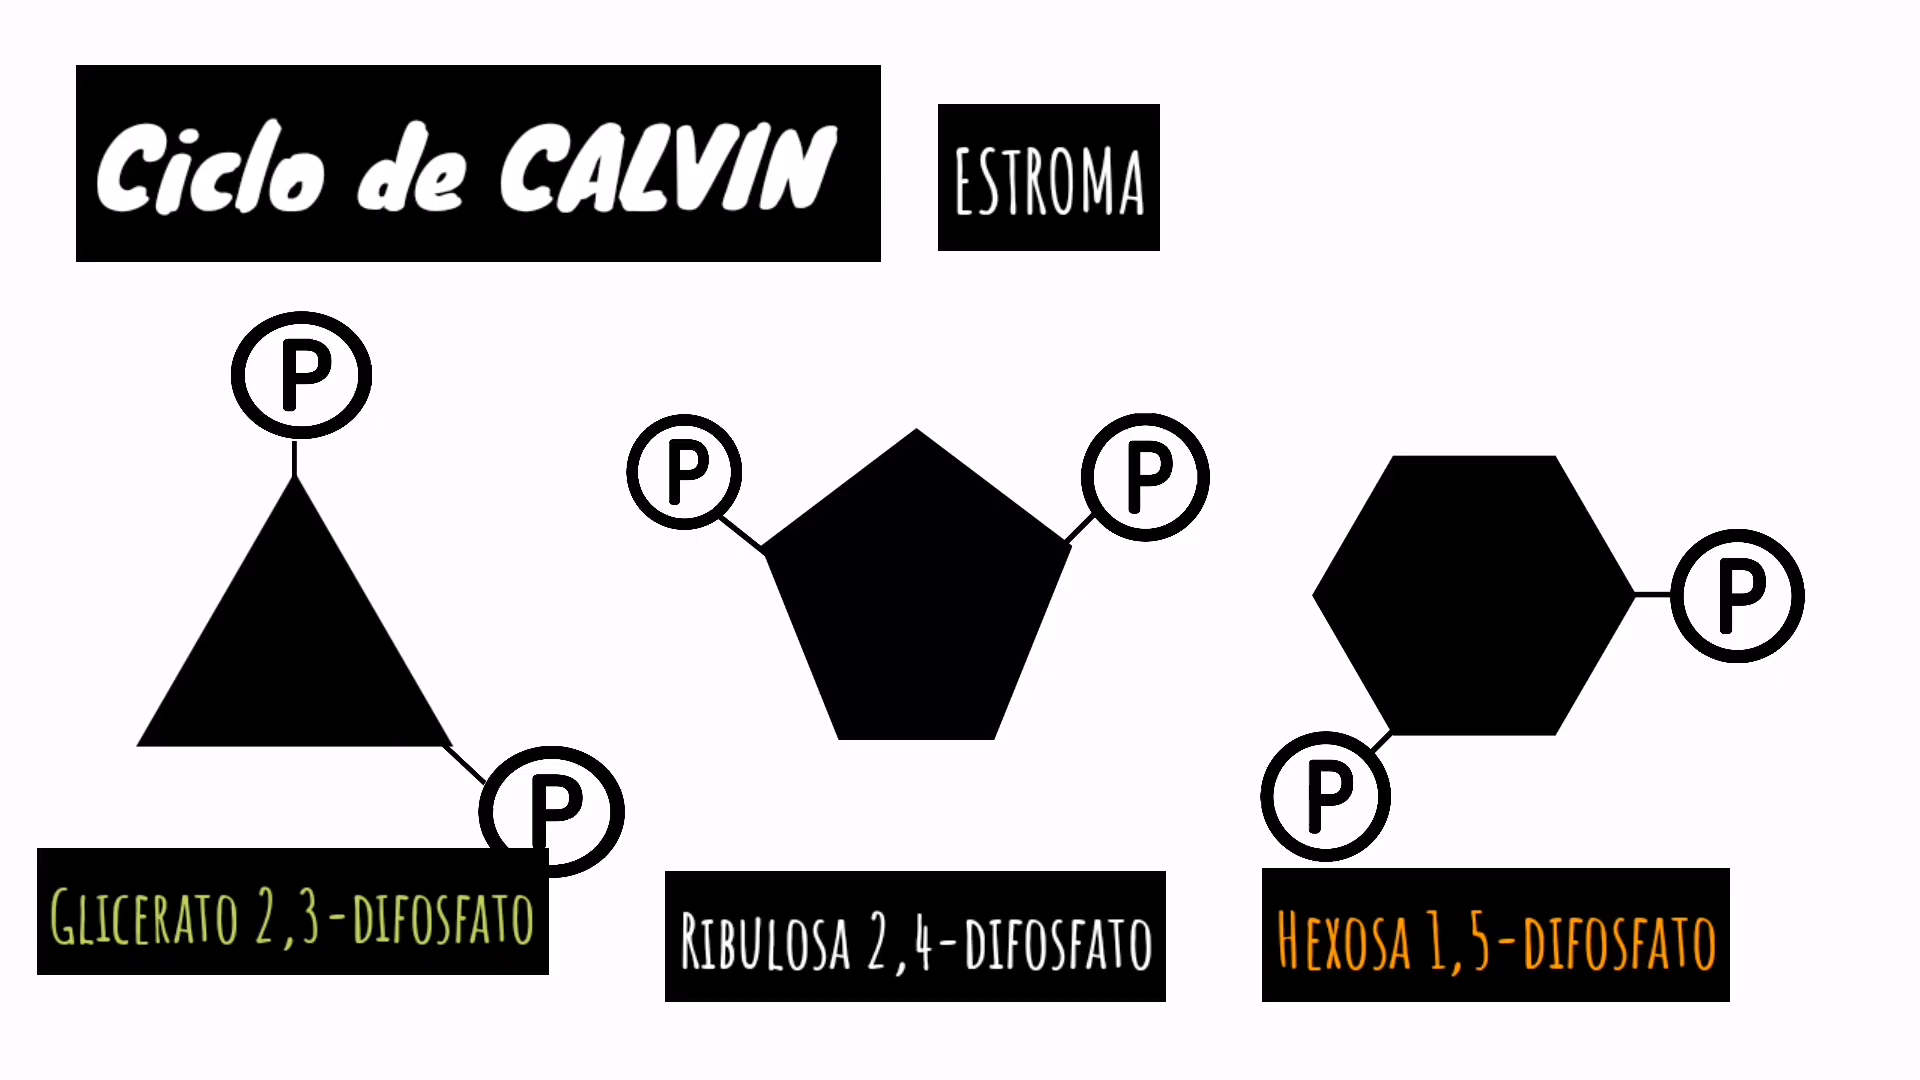 Ciclo de CALVIN
ESTROMA
P
P
P
P
P
P
Glicerato 2,3-difosfato
Ribulosa 2,4-difosfato
Hexosa 1,5-difosfato